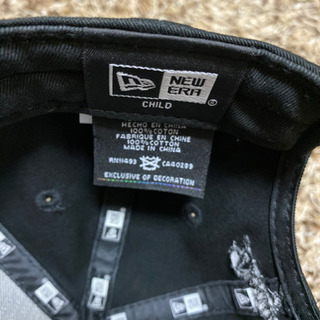 NEW
ERA
CHILD
HECHO EN CHINA
100% COTTON
FABRIQUE EN CHINE
100% COTTON
MADE IN CHINA
RN11493 CA40299
EXCLUSIVE OF DECORATION